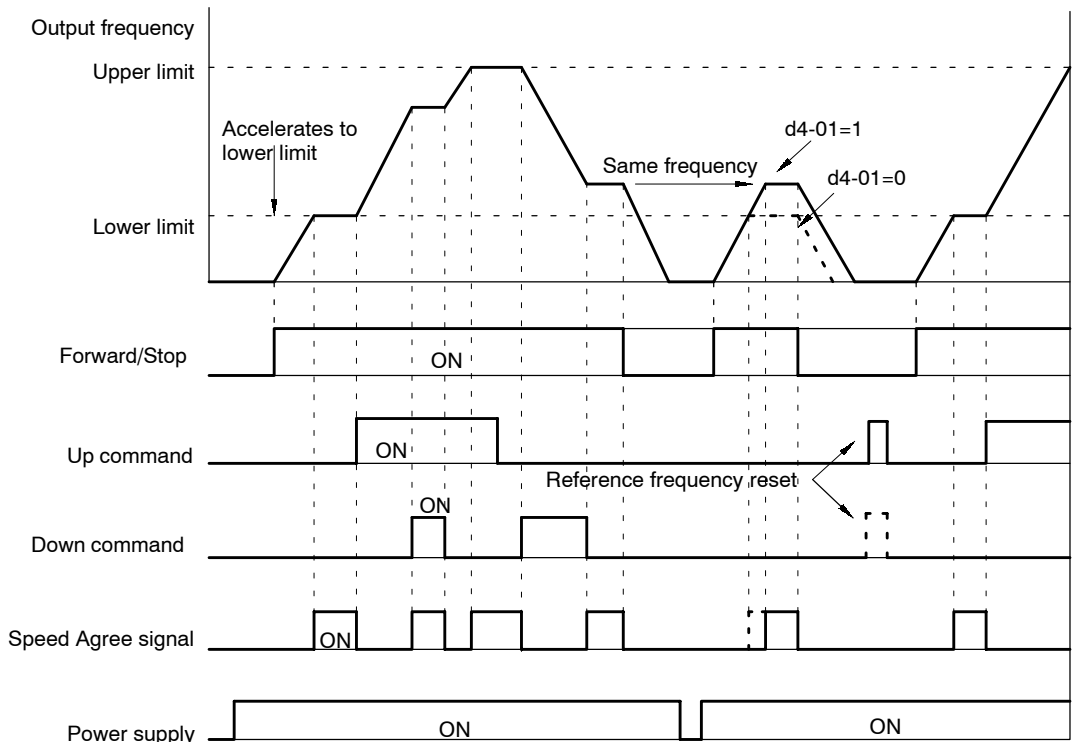 Output frequency
Upper limit
Accelerates to
lower limit
d4-01=1
Same frequency
d4-01=0
Lower limit
Forward/Stop
ON
Up command
ON
Reference frequency reset
ON
Down command
Speed Agree signal
ON
Power supply
ON
ON